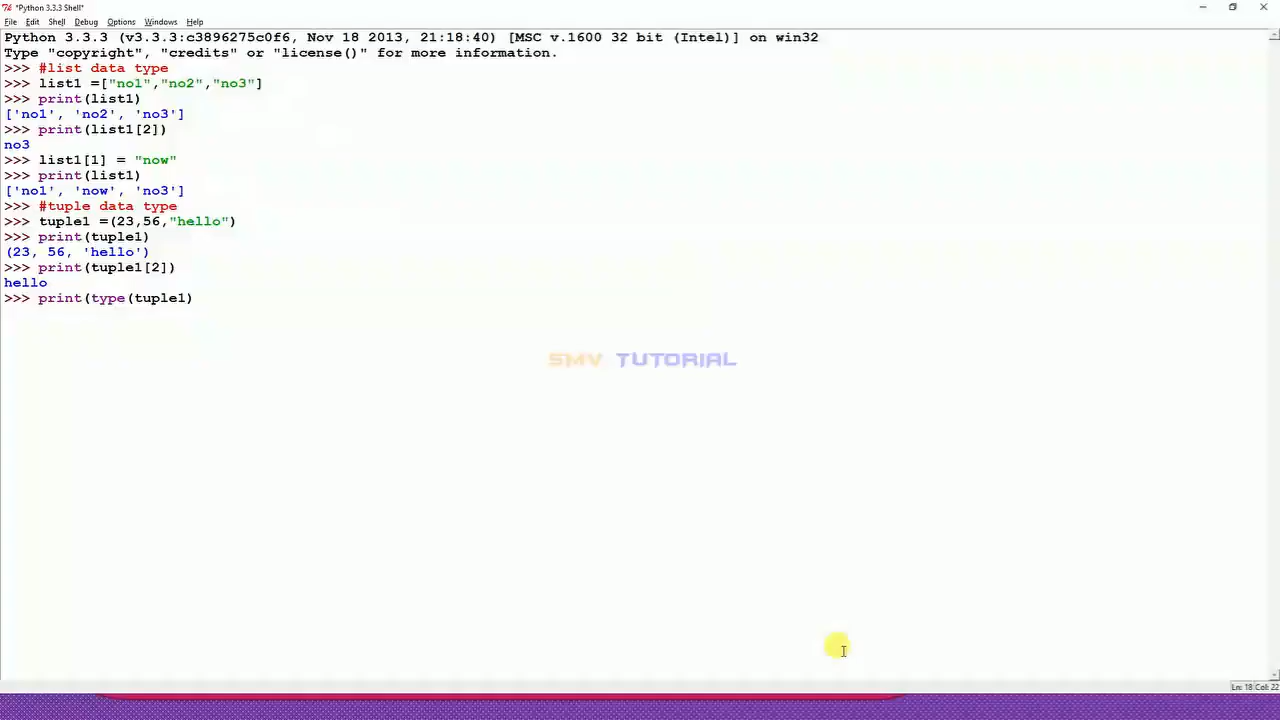 *Python 3.3.3 Shell*
File Edit Shell Debug Options Windows Help
Python 3.3.3 (v3.3.3:c3896275c0f6, Nov 18 2013, 21:18:40) [MSC v.1600 32 bit (Intel)] on win32
Type "copyright", "credits" or "license()" for more information.
>>> #list data type
>>> list1 =["no1","no2","no3"]
>>> print(list1)
['no1', 'no2', 'no3']
>>> print(list1[2])
no3
>>> list1[1] = "now"
>>> print(list1)
['no1', 'now', 'no3']
>>> #tuple data type
>>> tuple1 =(23,56,"hello")
>>> print(tuple1)
(23, 56, 'hello')
>>> print(tuple1[2])
hello
>>> print(type(tuple1)
SMV TUTORIAL
Ln: 18 Col: 22